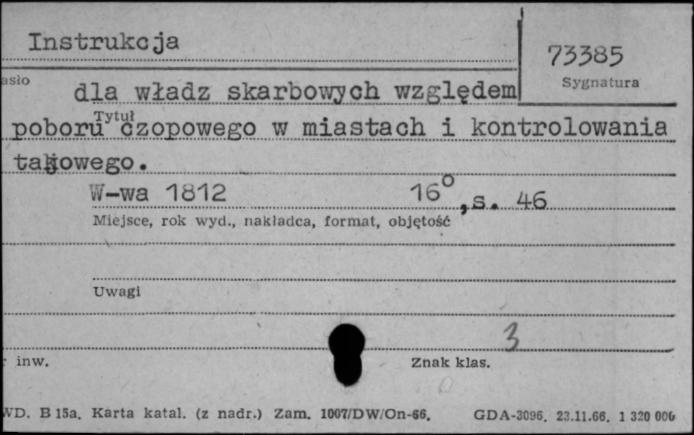 Instrukcja
73385
asło
Sygnatura
dla władz skarbowych względem
Tytuł
poboru czopowego w miastach i kontrolowania
takowego.
W-wa 1812 16° ,s. 46
Miejsce, rok wyd., nakładca, format, objętość
Uwagi
3
r inw. Znak klas.
WD. B 15a. Karta katal. (z nadr.) Zam. 1007/DW/On-66. GDA-3096. 23.11.66. 1 320 000